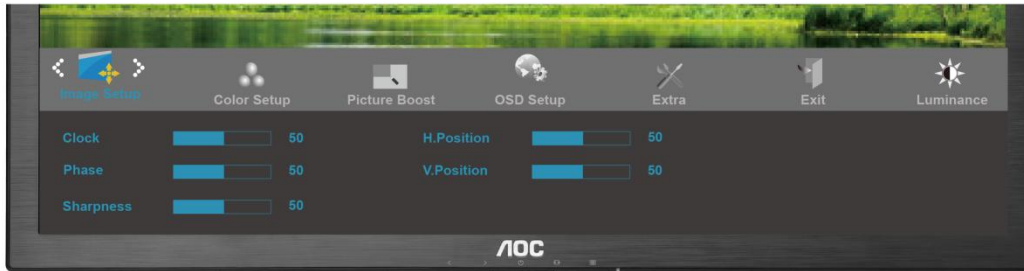 Image Setup
Color Setup
Picture Boost
OSD Setup
Extra
Exit
Luminance
Clock 50 H.Position 50
Phase 50 V.Position 50
Sharpness 50
AOC